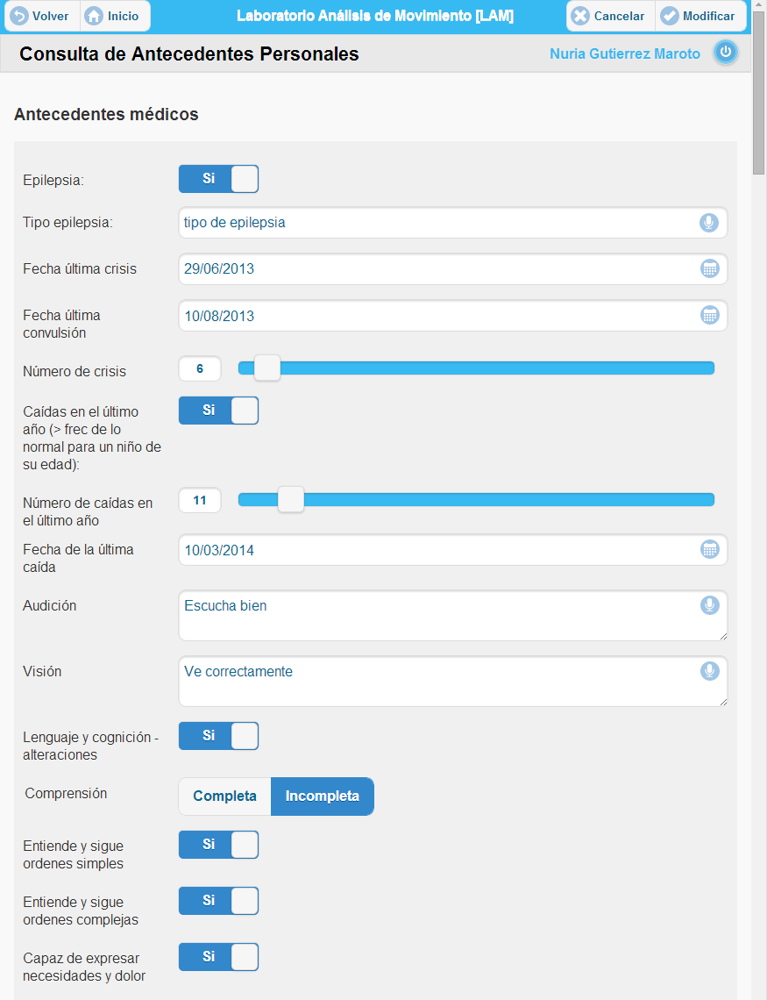 Volver Inicio Laboratorio Análisis de Movimiento [LAM] Cancelar Modificar
Consulta de Antecedentes Personales Nuria Gutierrez Maroto
Antecedentes médicos
Epilepsia: Si
Tipo epilepsia: tipo de epilepsia
Fecha última crisis 29/06/2013
Fecha última
convulsión
10/08/2013
Número de crisis 6
Caídas en el último
año (> frec de lo
normal para un niño de
su edad):
Si
Número de caídas en
el último año
11
Fecha de la última
caída
10/03/2014
Audición Escucha bien
Visión Ve correctamente
Lenguaje y cognición -
alteraciones
Si
Comprensión Completa Incompleta
Entiende y sigue
ordenes simples
Si
Entiende y sigue
ordenes complejas
Si
Capaz de expresar
necesidades y dolor
Si